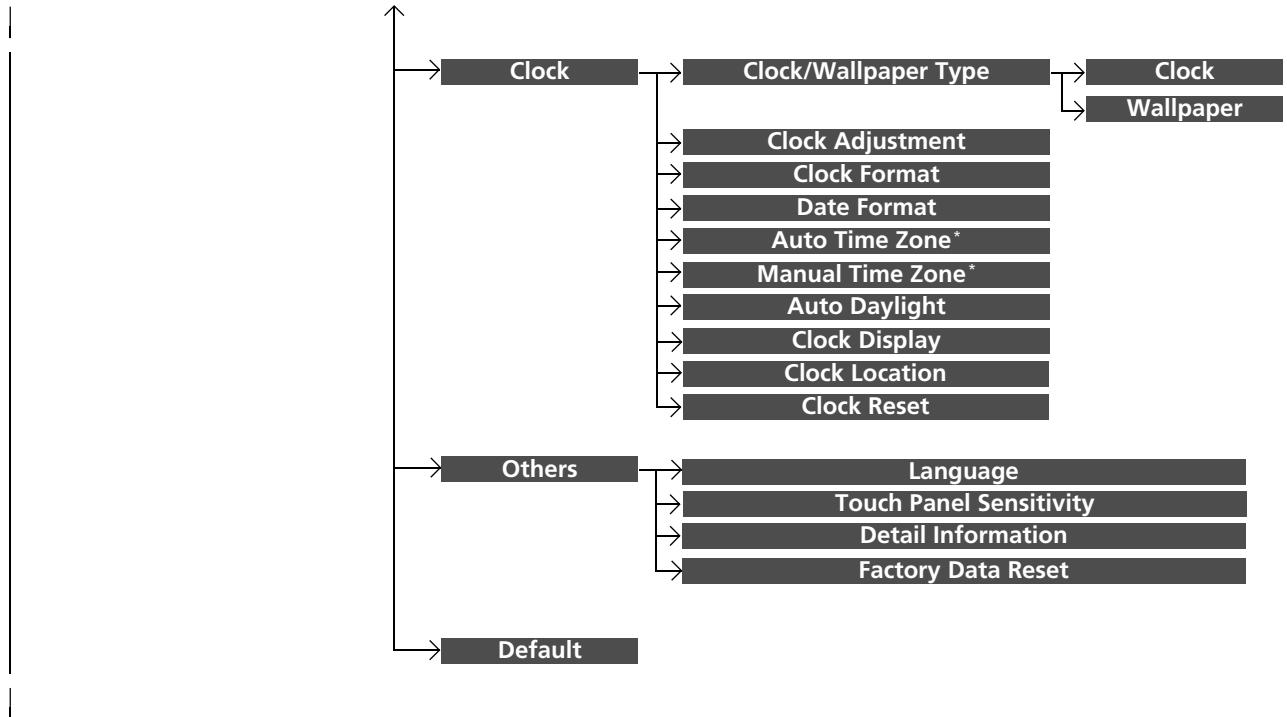 Clock
Clock/Wallpaper Type
Clock
Wallpaper
Clock Adjustment
Clock Format
Date Format
Auto Time Zone*
Manual Time Zone*
Auto Daylight
Clock Display
Clock Location
Clock Reset
Others
Language
Touch Panel Sensitivity
Detail Information
Factory Data Reset
Default